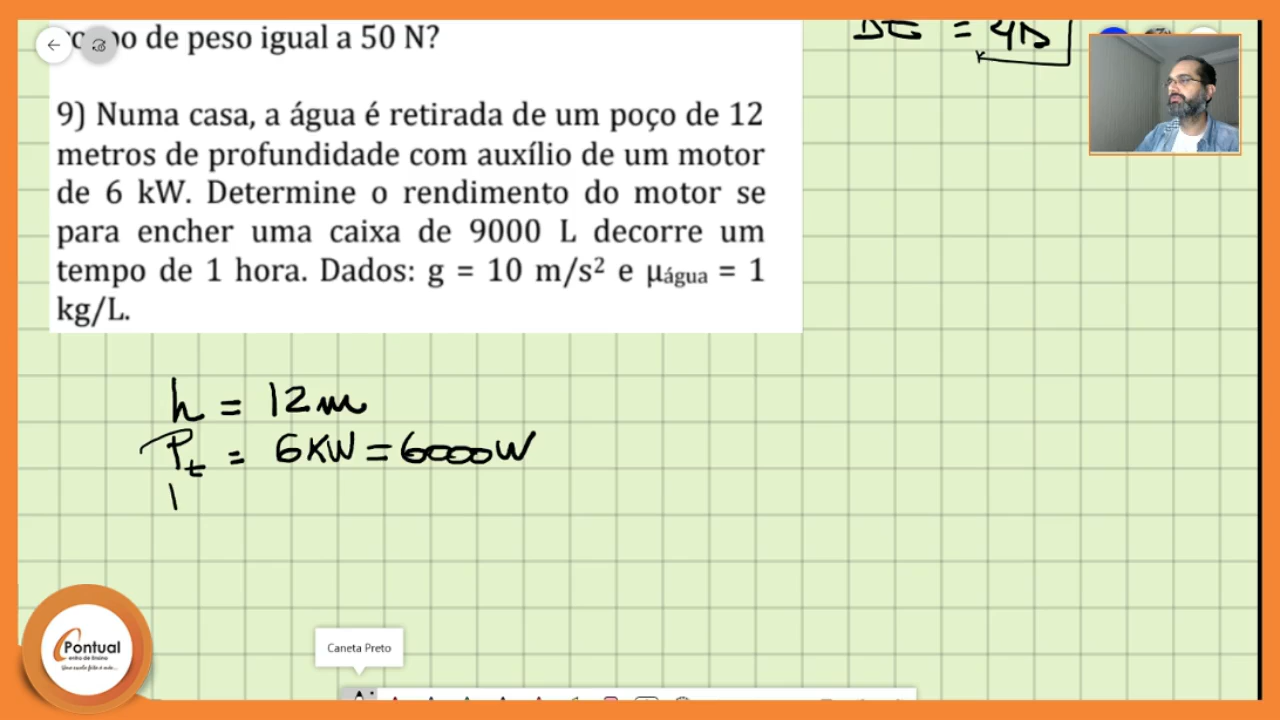 corpo de peso igual a 50 N?
9) Numa casa, a água é retirada de um poço de 12
metros de profundidade com auxílio de um motor
de 6 kW. Determine o rendimento do motor se
para encher uma caixa de 9000 L decorre um
tempo de 1 hora. Dados: g = 10 m/s² e μágua = 1
kg/L.
h = 12m
Pt = 6KW = 6000W
Pontual
Caneta Preto